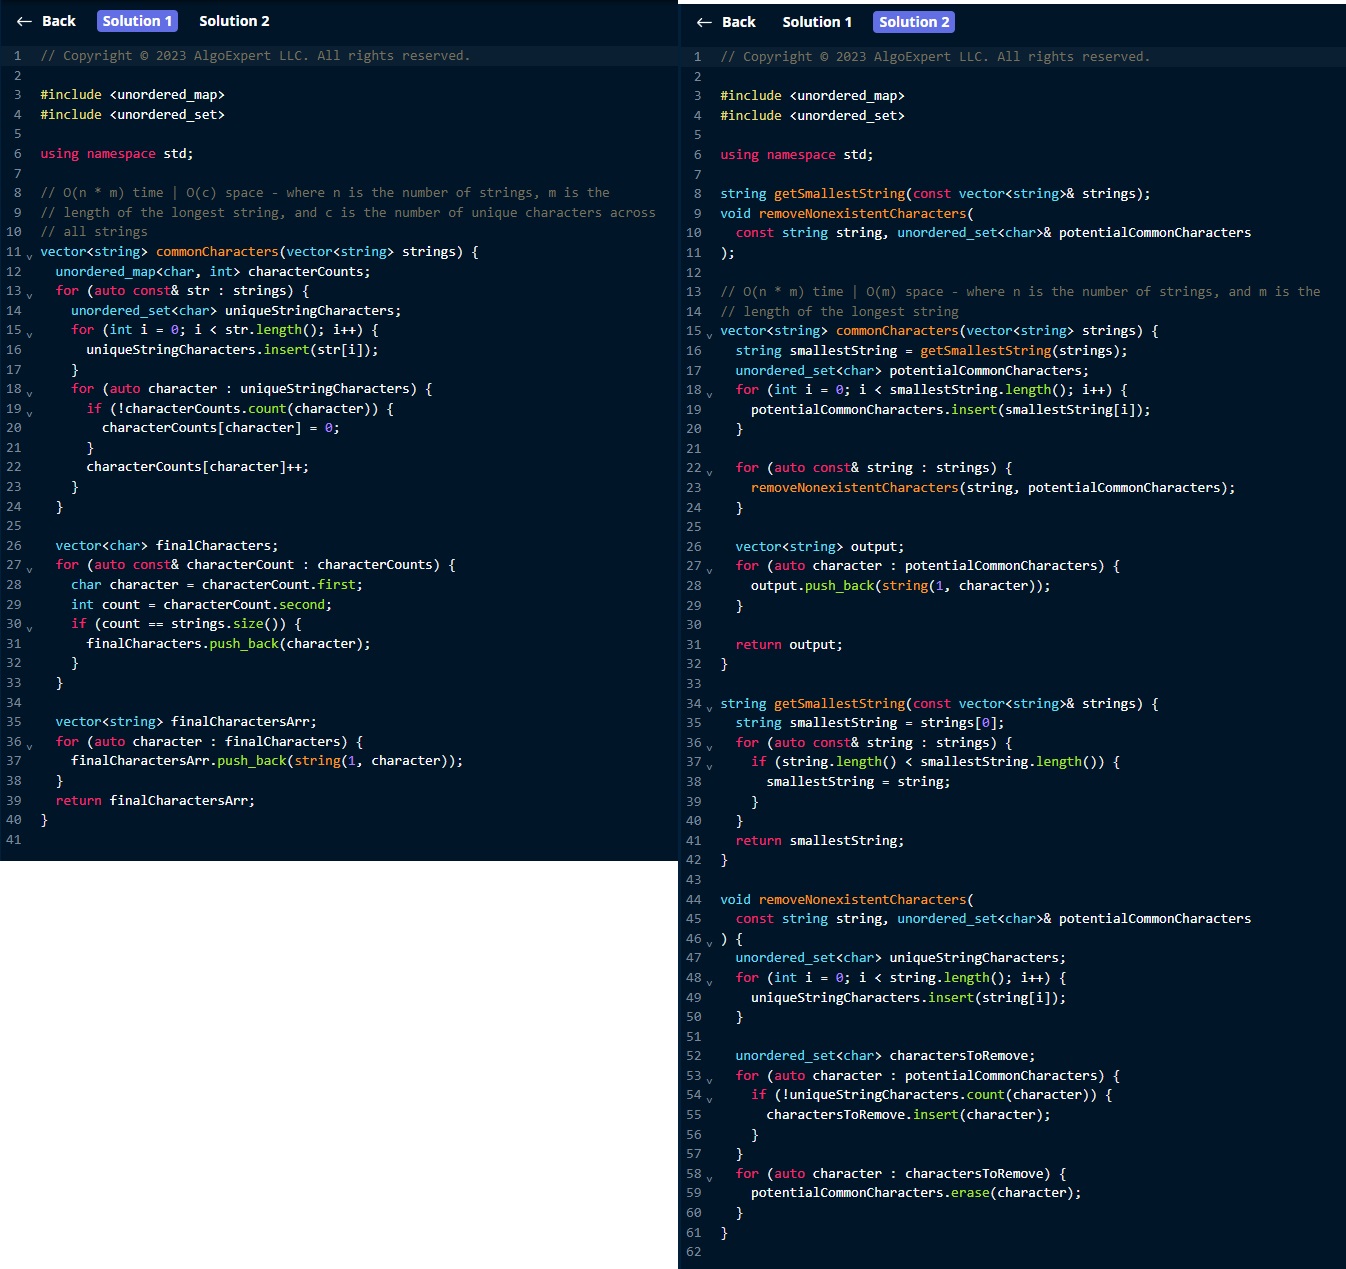 ← Back Solution 1 Solution 2
1 // Copyright © 2023 AlgoExpert LLC. All rights reserved.
2
3 #include <unordered_map>
4 #include <unordered_set>
5
6 using namespace std;
7
8 // O(n * m) time | O(c) space - where n is the number of strings, m is the
9 // length of the longest string, and c is the number of unique characters across
10 // all strings
11 vector<string> commonCharacters(vector<string> strings) {
12   unordered_map<char, int> characterCounts;
13   for (auto const& str : strings) {
14     unordered_set<char> uniqueStringCharacters;
15     for (int i = 0; i < str.length(); i++) {
16       uniqueStringCharacters.insert(str[i]);
17     }
18     for (auto character : uniqueStringCharacters) {
19       if (!characterCounts.count(character)) {
20         characterCounts[character] = 0;
21       }
22       characterCounts[character]++;
23     }
24   }
25
26   vector<char> finalCharacters;
27   for (auto const& characterCount : characterCounts) {
28     char character = characterCount.first;
29     int count = characterCount.second;
30     if (count == strings.size()) {
31       finalCharacters.push_back(character);
32     }
33   }
34
35   vector<string> finalCharactersArr;
36   for (auto character : finalCharacters) {
37     finalCharactersArr.push_back(string(1, character));
38   }
39   return finalCharactersArr;
40 }
41
← Back Solution 1 Solution 2
1 // Copyright © 2023 AlgoExpert LLC. All rights reserved.
2
3 #include <unordered_map>
4 #include <unordered_set>
5
6 using namespace std;
7
8 string getSmallestString(const vector<string>& strings);
9 void removeNonexistentCharacters(
10   const string string, unordered_set<char>& potentialCommonCharacters
11 );
12
13 // O(n * m) time | O(m) space - where n is the number of strings, and m is the
14 // length of the longest string
15 vector<string> commonCharacters(vector<string> strings) {
16   string smallestString = getSmallestString(strings);
17   unordered_set<char> potentialCommonCharacters;
18   for (int i = 0; i < smallestString.length(); i++) {
19     potentialCommonCharacters.insert(smallestString[i]);
20   }
21
22   for (auto const& string : strings) {
23     removeNonexistentCharacters(string, potentialCommonCharacters);
24   }
25
26   vector<string> output;
27   for (auto character : potentialCommonCharacters) {
28     output.push_back(string(1, character));
29   }
30
31   return output;
32 }
33
34 string getSmallestString(const vector<string>& strings) {
35   string smallestString = strings[0];
36   for (auto const& string : strings) {
37     if (string.length() < smallestString.length()) {
38       smallestString = string;
39     }
40   }
41   return smallestString;
42 }
43
44 void removeNonexistentCharacters(
45   const string string, unordered_set<char>& potentialCommonCharacters
46 ) {
47   unordered_set<char> uniqueStringCharacters;
48   for (int i = 0; i < string.length(); i++) {
49     uniqueStringCharacters.insert(string[i]);
50   }
51
52   unordered_set<char> charactersToRemove;
53   for (auto character : potentialCommonCharacters) {
54     if (!uniqueStringCharacters.count(character)) {
55       charactersToRemove.insert(character);
56     }
57   }
58   for (auto character : charactersToRemove) {
59     potentialCommonCharacters.erase(character);
60   }
61 }
62